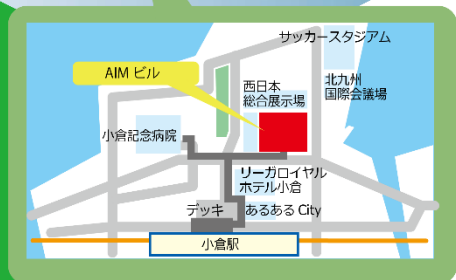 サッカースタジアム
AIM ビル
西日本
総合展示場
北九州
国際会議場
小倉記念病院
リーガロイヤル
ホテル小倉
デッキ
あるある City
小倉駅